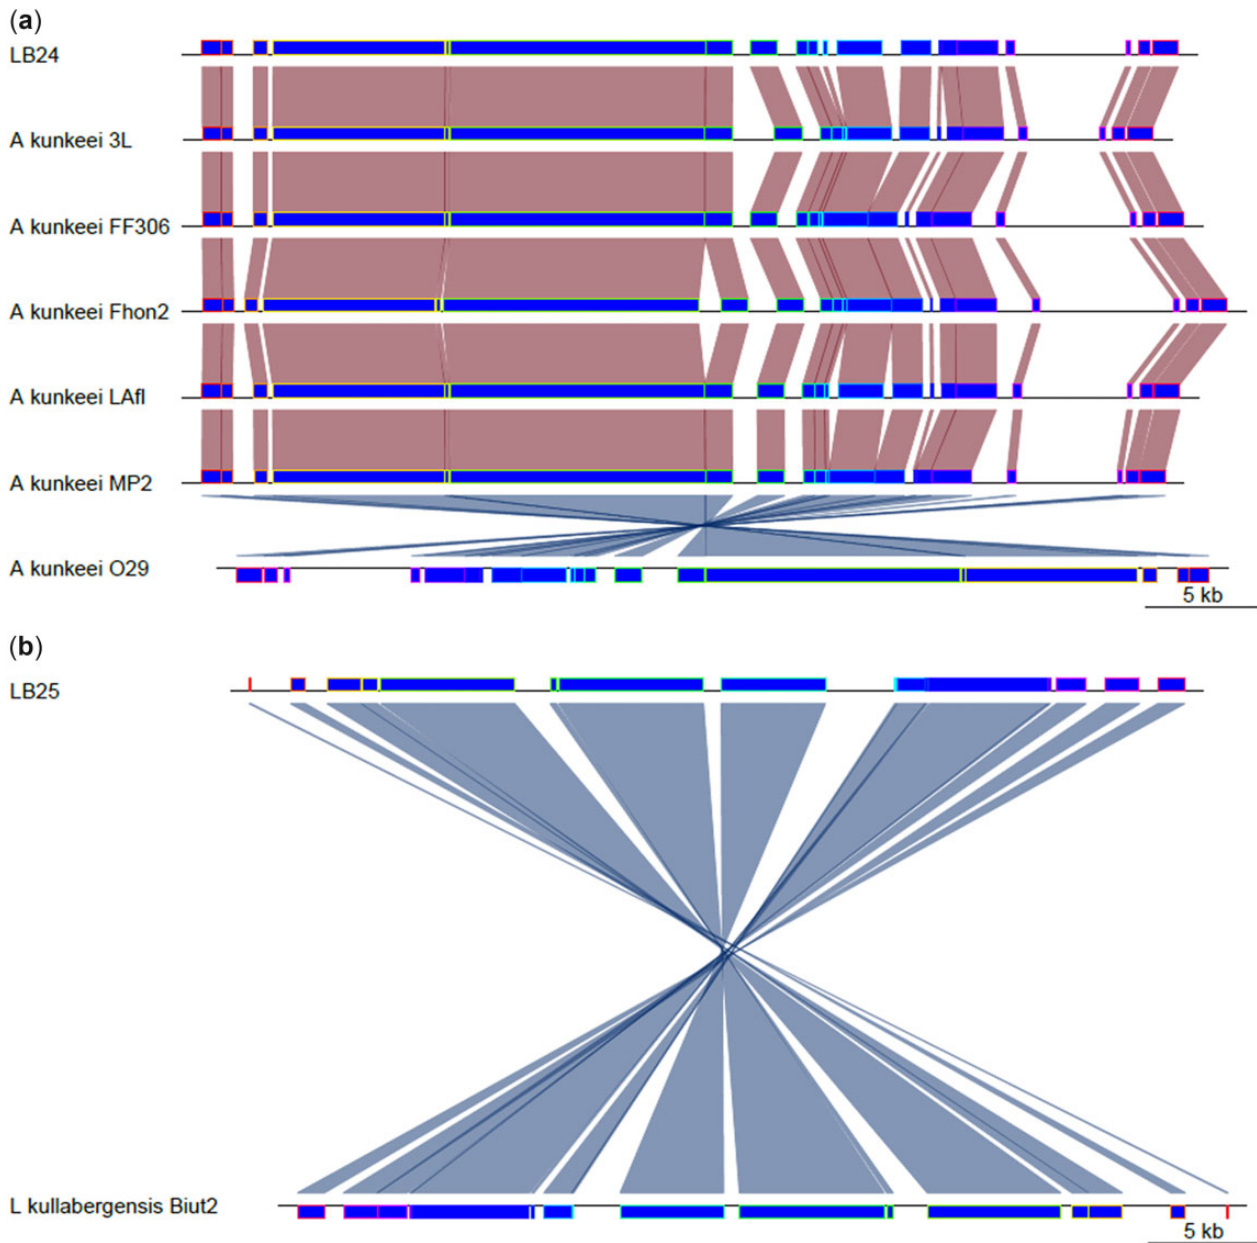 (a)
LB24
A kunkeei 3L
A kunkeei FF306
A kunkeei Fhon2
A kunkeei LAfl
A kunkeei MP2
A kunkeei O29
5 kb
(b)
LB25
L kullabergensis Biut2
5 kb